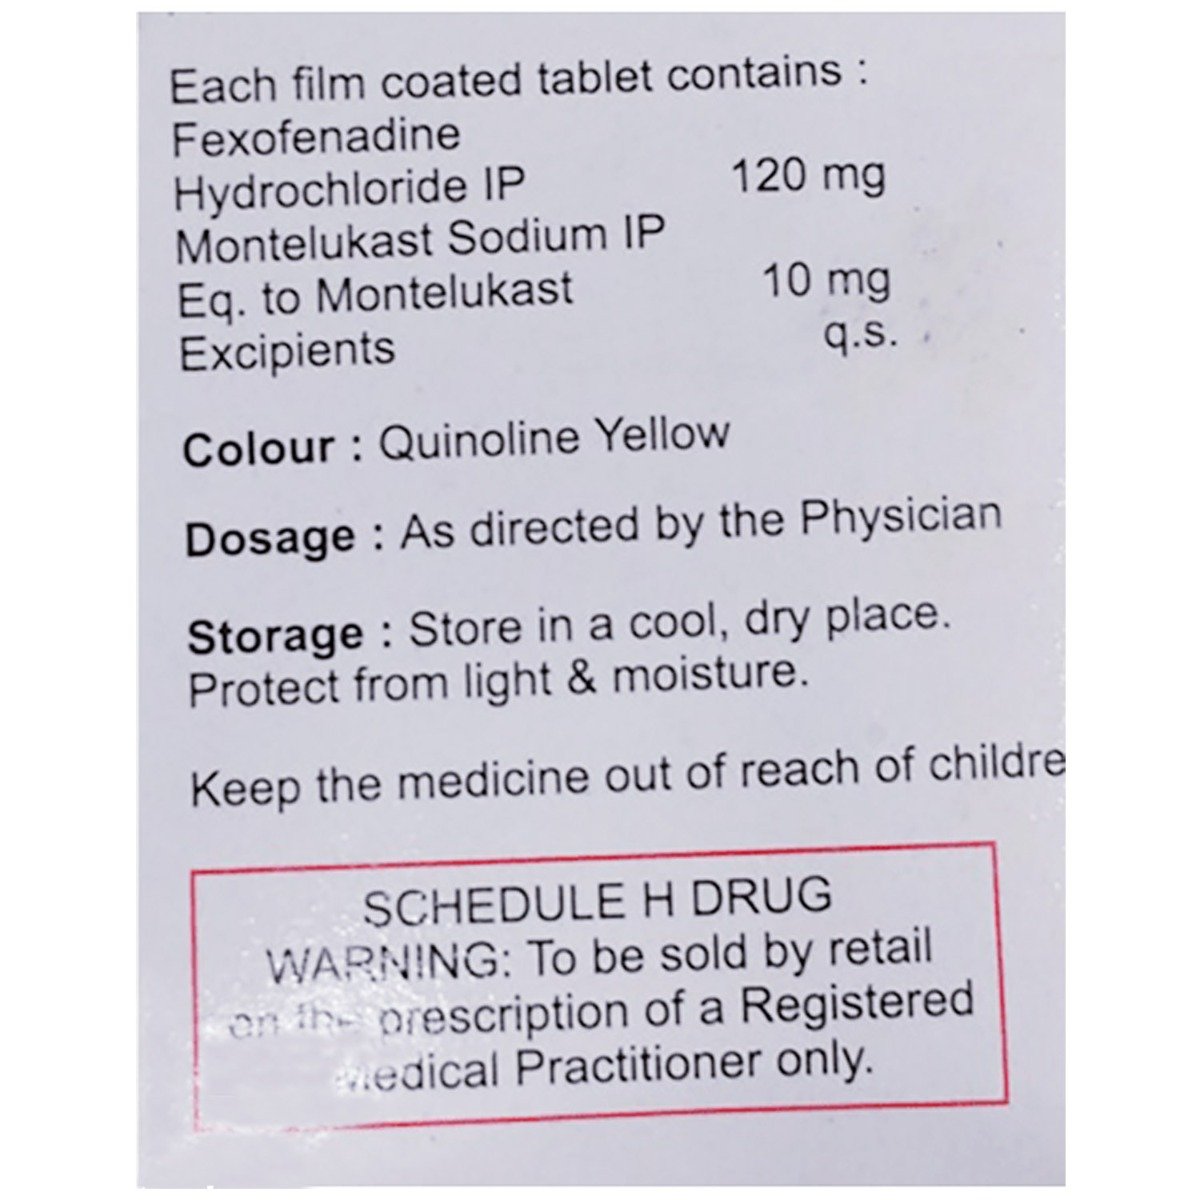 Each film coated tablet contains :
Fexofenadine
Hydrochloride IP 120 mg
Montelukast Sodium IP
Eq. to Montelukast 10 mg
Excipients q.s.
Colour : Quinoline Yellow
Dosage : As directed by the Physician
Storage : Store in a cool, dry place.
Protect from light & moisture.
Keep the medicine out of reach of childre
SCHEDULE H DRUG
WARNING: To be sold by retail
on the prescription of a Registered
Medical Practitioner only.